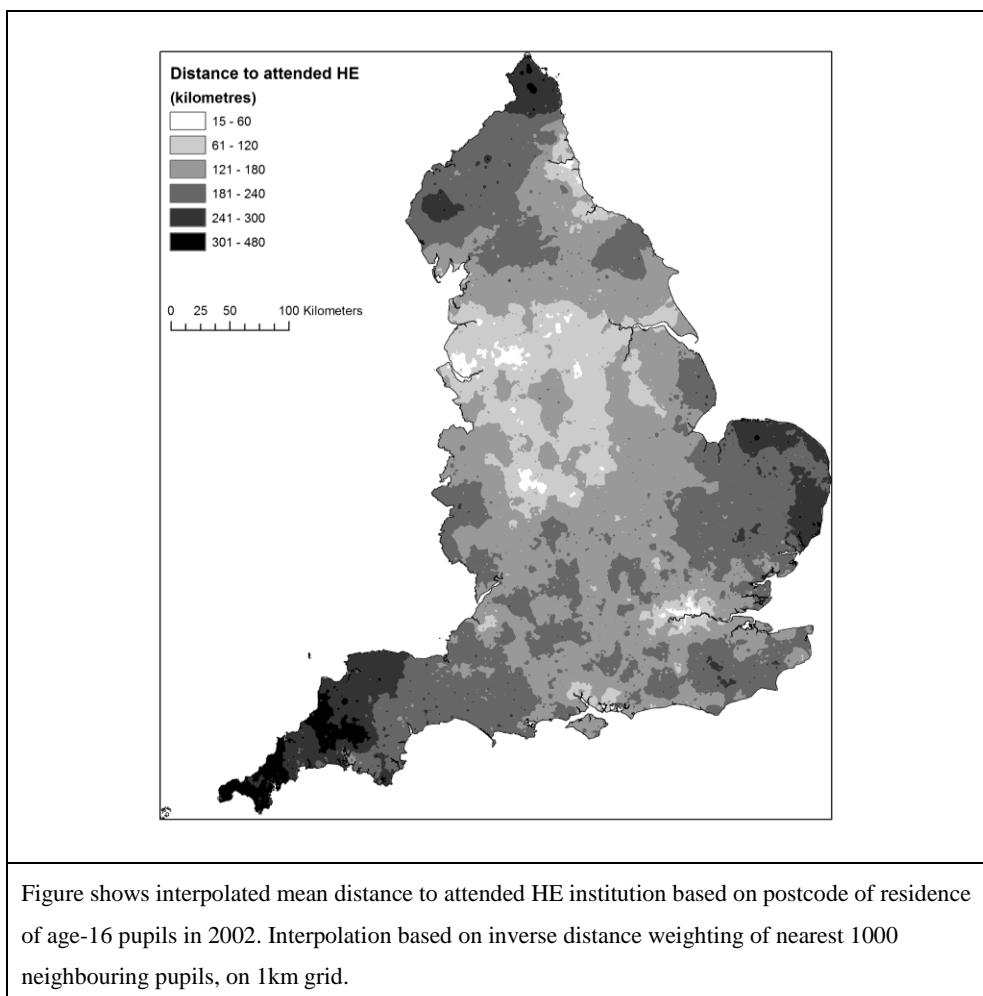 Distance to attended HE
(kilometres)
15 - 60
61 - 120
121 - 180
181 - 240
241 - 300
301 - 480
0 25 50 100 Kilometers
Figure shows interpolated mean distance to attended HE institution based on postcode of residence
of age-16 pupils in 2002. Interpolation based on inverse distance weighting of nearest 1000
neighbouring pupils, on 1km grid.